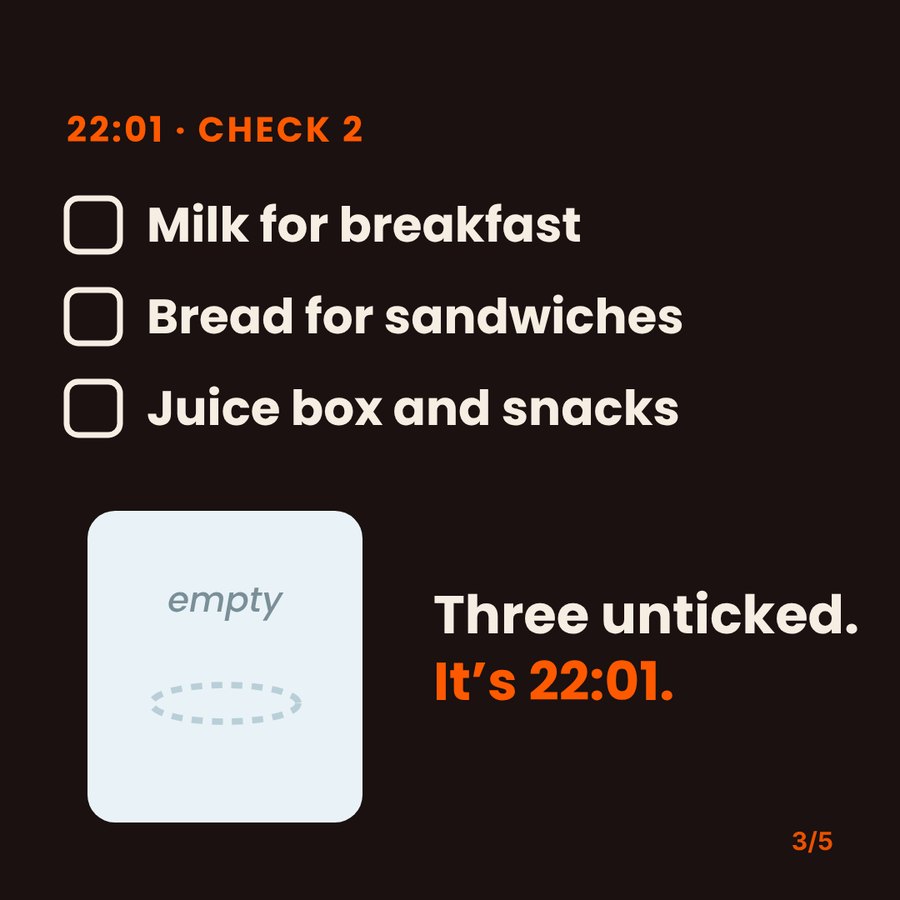 22:01 · CHECK 2
Milk for breakfast
Bread for sandwiches
Juice box and snacks
empty
Three unticked.
It’s 22:01.
3/5